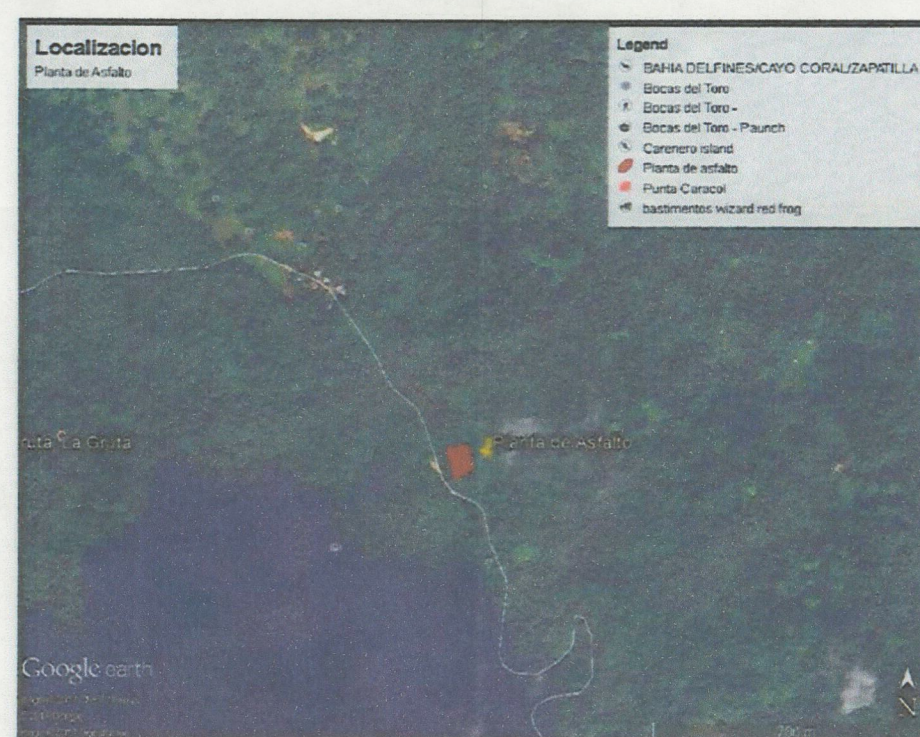 Localizacion
Planta de Asfalto
Legend
BAHIA DELFINES/CAYO CORAL/ZAPATILLA
Bocas del Toro
Bocas del Toro -
Bocas del Toro - Paunch
Carenero island
Planta de asfalto
Punta Caracol
bastimentos wizard red frog
La Gruta
Planta de Asfalto
Google earth
N